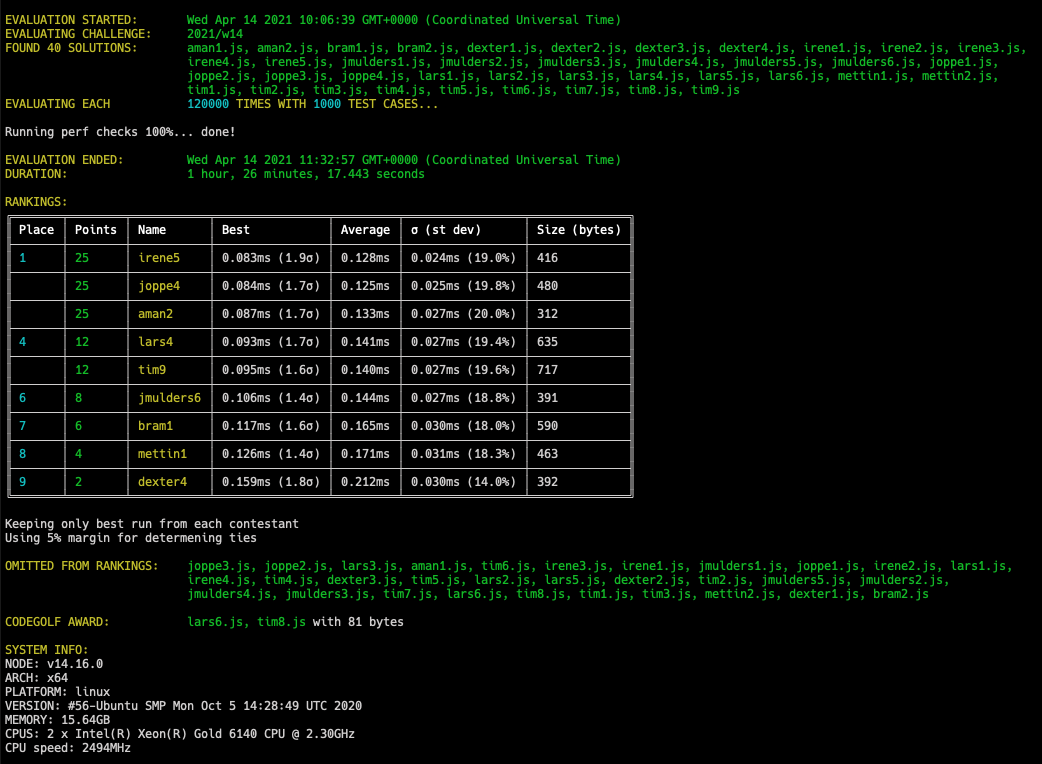 EVALUATION STARTED: Wed Apr 14 2021 10:06:39 GMT+0000 (Coordinated Universal Time)
EVALUATING CHALLENGE: 2021/w14
FOUND 40 SOLUTIONS: aman1.js, aman2.js, bram1.js, bram2.js, dexter1.js, dexter2.js, dexter3.js, dexter4.js, irene1.js, irene2.js, irene3.js,
irene4.js, irene5.js, jmulders1.js, jmulders2.js, jmulders3.js, jmulders4.js, jmulders5.js, jmulders6.js, joppe1.js,
joppe2.js, joppe3.js, joppe4.js, lars1.js, lars2.js, lars3.js, lars4.js, lars5.js, lars6.js, mettin1.js, mettin2.js,
tim1.js, tim2.js, tim3.js, tim4.js, tim5.js, tim6.js, tim7.js, tim8.js, tim9.js
EVALUATING EACH 120000 TIMES WITH 1000 TEST CASES...
Running perf checks 100%... done!
EVALUATION ENDED: Wed Apr 14 2021 11:32:57 GMT+0000 (Coordinated Universal Time)
DURATION: 1 hour, 26 minutes, 17.443 seconds
RANKINGS:
Place Points Name Best Average σ (st dev) Size (bytes)
1 25 irene5 0.083ms (1.9σ) 0.128ms 0.024ms (19.0%) 416
25 joppe4 0.084ms (1.7σ) 0.125ms 0.025ms (19.8%) 480
25 aman2 0.087ms (1.7σ) 0.133ms 0.027ms (20.0%) 312
4 12 lars4 0.093ms (1.7σ) 0.141ms 0.027ms (19.4%) 635
12 tim9 0.095ms (1.6σ) 0.140ms 0.027ms (19.6%) 717
6 8 jmulders6 0.106ms (1.4σ) 0.144ms 0.027ms (18.8%) 391
7 6 bram1 0.117ms (1.6σ) 0.165ms 0.030ms (18.0%) 590
8 4 mettin1 0.126ms (1.4σ) 0.171ms 0.031ms (18.3%) 463
9 2 dexter4 0.159ms (1.8σ) 0.212ms 0.030ms (14.0%) 392
Keeping only best run from each contestant
Using 5% margin for determening ties
OMITTED FROM RANKINGS: joppe3.js, joppe2.js, lars3.js, aman1.js, tim6.js, irene3.js, irene1.js, jmulders1.js, joppe1.js, irene2.js, lars1.js,
irene4.js, tim4.js, dexter3.js, tim5.js, lars2.js, lars5.js, dexter2.js, tim2.js, jmulders5.js, jmulders2.js,
jmulders4.js, jmulders3.js, tim7.js, lars6.js, tim8.js, tim1.js, tim3.js, mettin2.js, dexter1.js, bram2.js
CODEGOLF AWARD: lars6.js, tim8.js with 81 bytes
SYSTEM INFO:
NODE: v14.16.0
ARCH: x64
PLATFORM: linux
VERSION: #56-Ubuntu SMP Mon Oct 5 14:28:49 UTC 2020
MEMORY: 15.64GB
CPUS: 2 x Intel(R) Xeon(R) Gold 6140 CPU @ 2.30GHz
CPU speed: 2494MHz